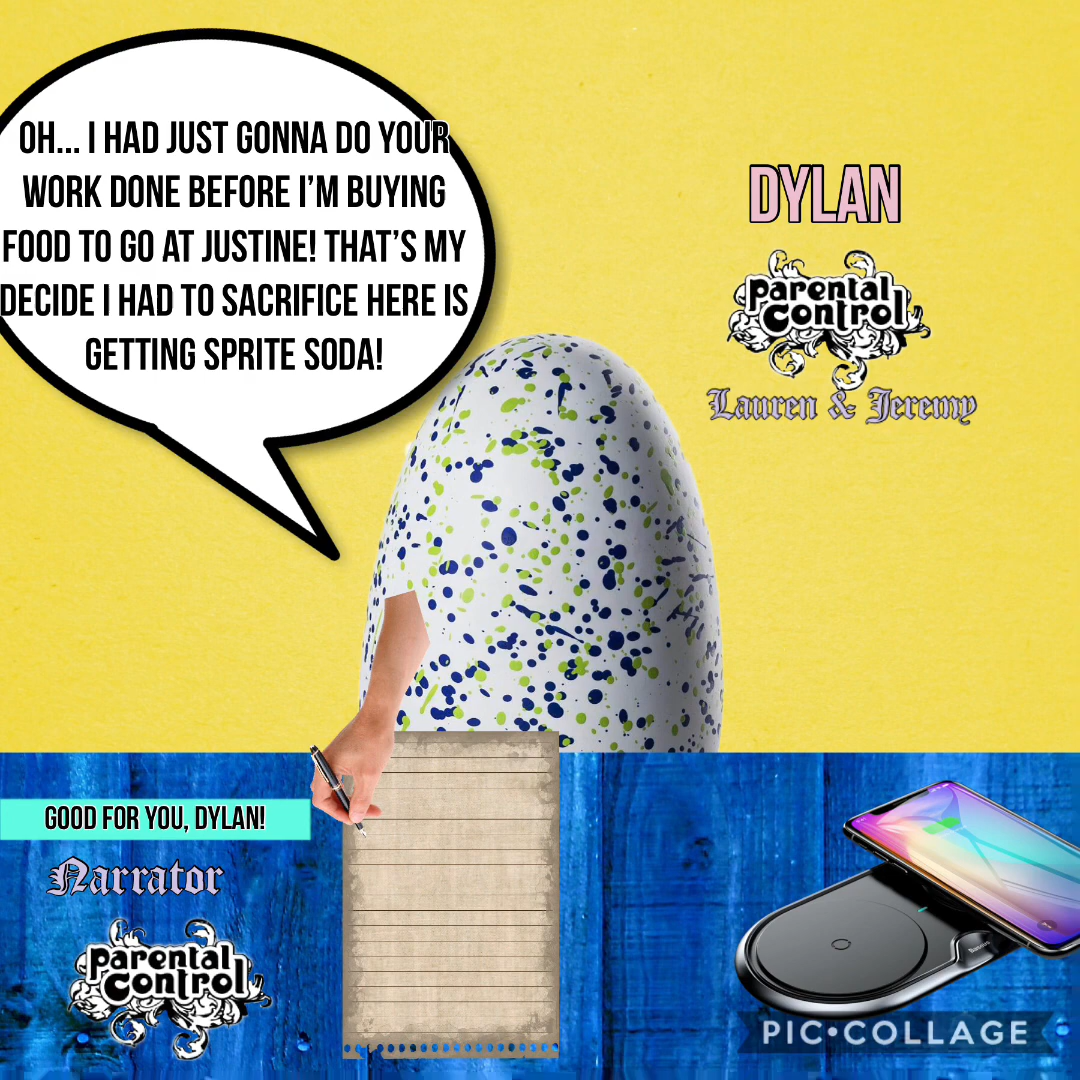 OH... I HAD JUST GONNA DO YOUR
WORK DONE BEFORE I'M BUYING
FOOD TO GO AT JUSTINE! THAT'S MY
DECIDE I HAD TO SACRIFICE HERE IS
GETTING SPRITE SODA!
DYLAN
parental
control
Lauren & Jeremy
GOOD FOR YOU, DYLAN!
Narrator
parental
control
Baseus
PIC•COLLAGE